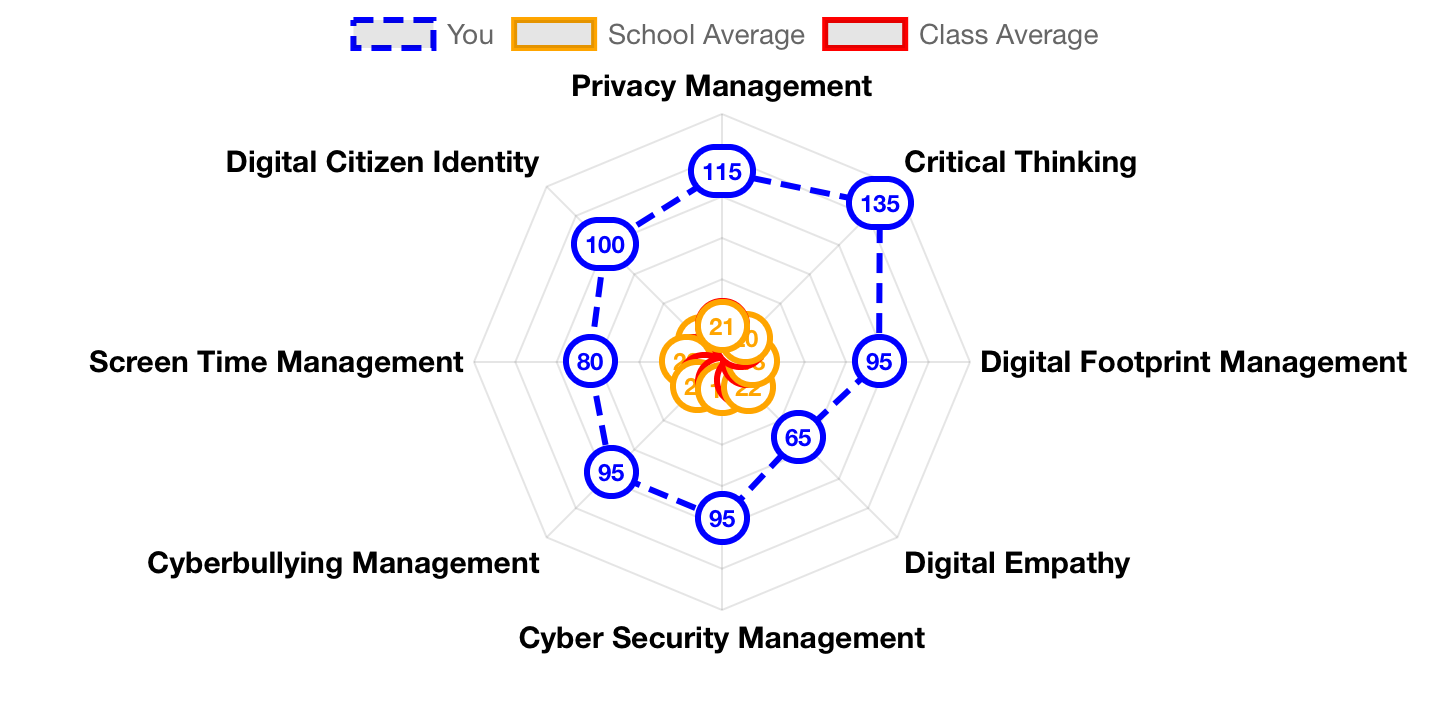 You School Average Class Average
Privacy Management
Digital Citizen Identity
Critical Thinking
115
135
100
21
Screen Time Management
80
95
Digital Footprint Management
22
65
95
95
Cyberbullying Management
Digital Empathy
Cyber Security Management